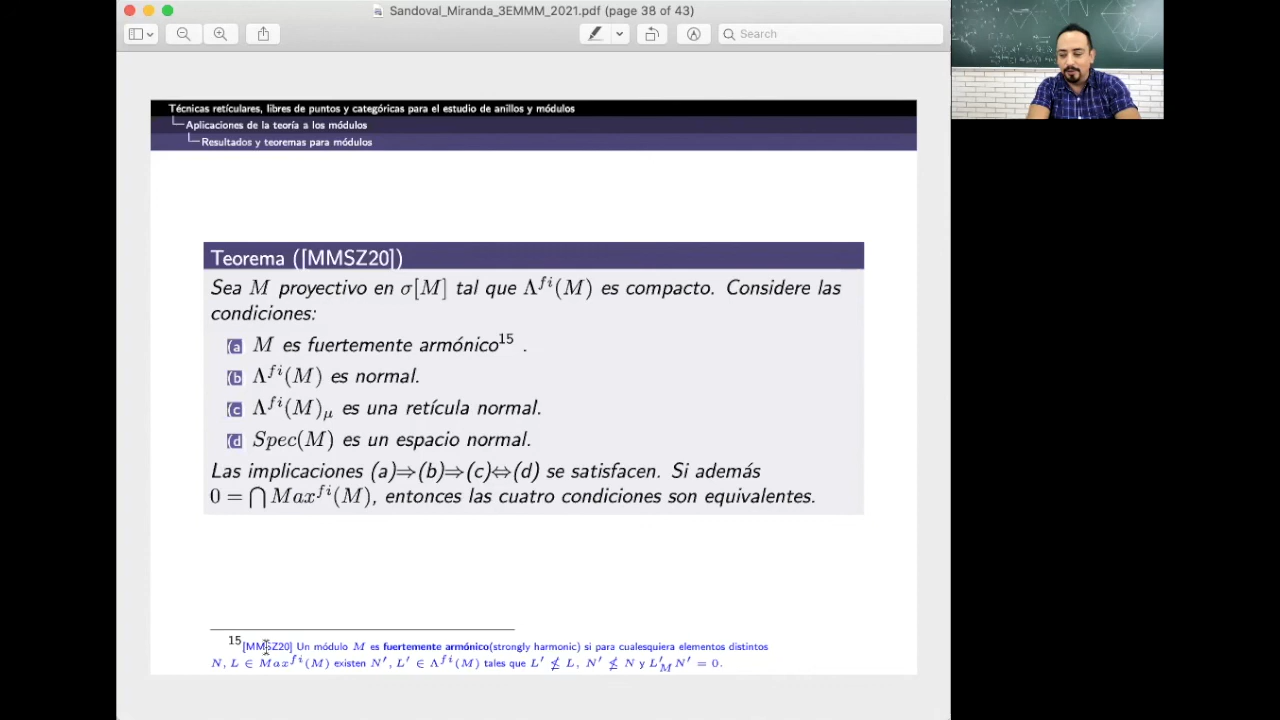 Sandoval_Miranda_3EMMM_2021.pdf (page 38 of 43)
Search
Técnicas retículares, libres de puntos y categóricas para el estudio de anillos y módulos
Aplicaciones de la teoría a los módulos
Resultados y teoremas para módulos
Teorema ([MMSZ20])
Sea M proyectivo en σ[M] tal que Λ^{fi}(M) es compacto. Considere las
condiciones:
(a M es fuertemente armónico^{15} .
(b Λ^{fi}(M) es normal.
(c Λ^{fi}(M)_μ es una retícula normal.
(d Spec(M) es un espacio normal.
Las implicaciones (a)⇒(b)⇒(c)⇔(d) se satisfacen. Si además
0 = ⋂ Max^{fi}(M), entonces las cuatro condiciones son equivalentes.
^{15}[MMSZ20] Un módulo M es fuertemente armónico(strongly harmonic) si para cualesquiera elementos distintos
N, L ∈ Max^{fi}(M) existen N′, L′ ∈ Λ^{fi}(M) tales que L′ ≰ L, N′ ≰ N y L′_M N′ = 0.